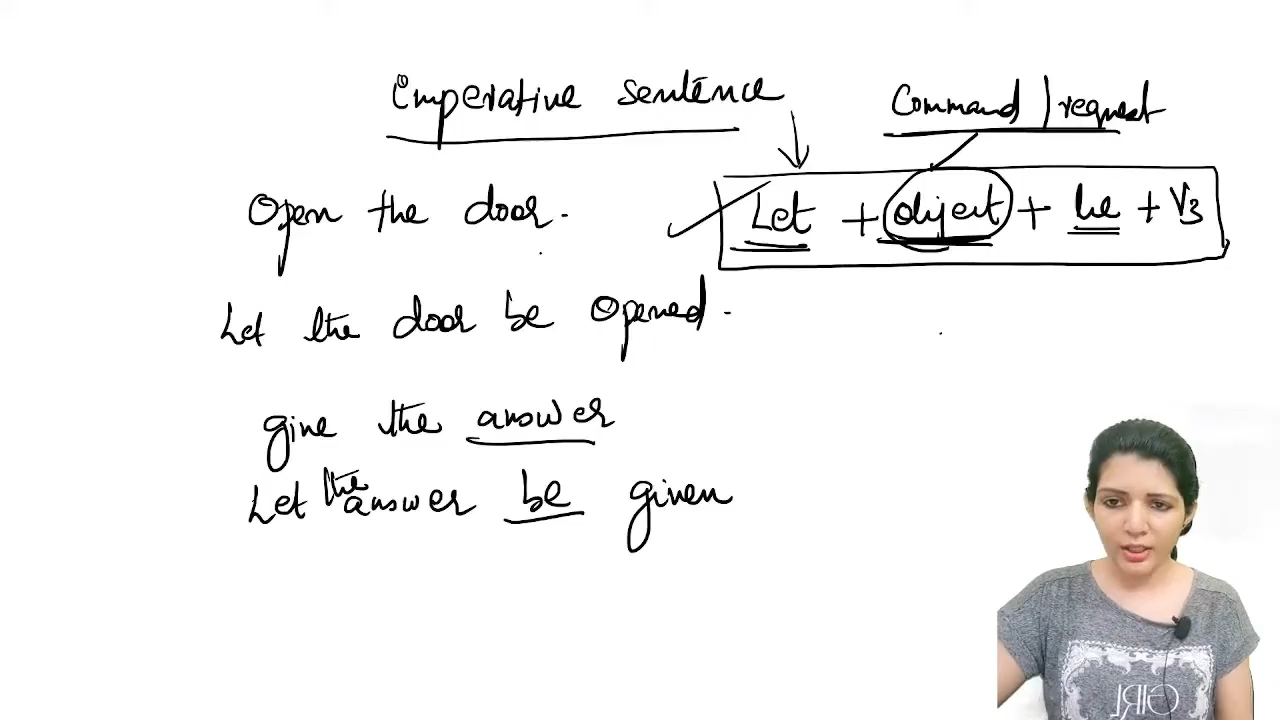 Imperative sentence
Command / request
Open the door.
Let + object + be + V3
Let the door be Opened.
give the answer
Let the answer be given
GIRL